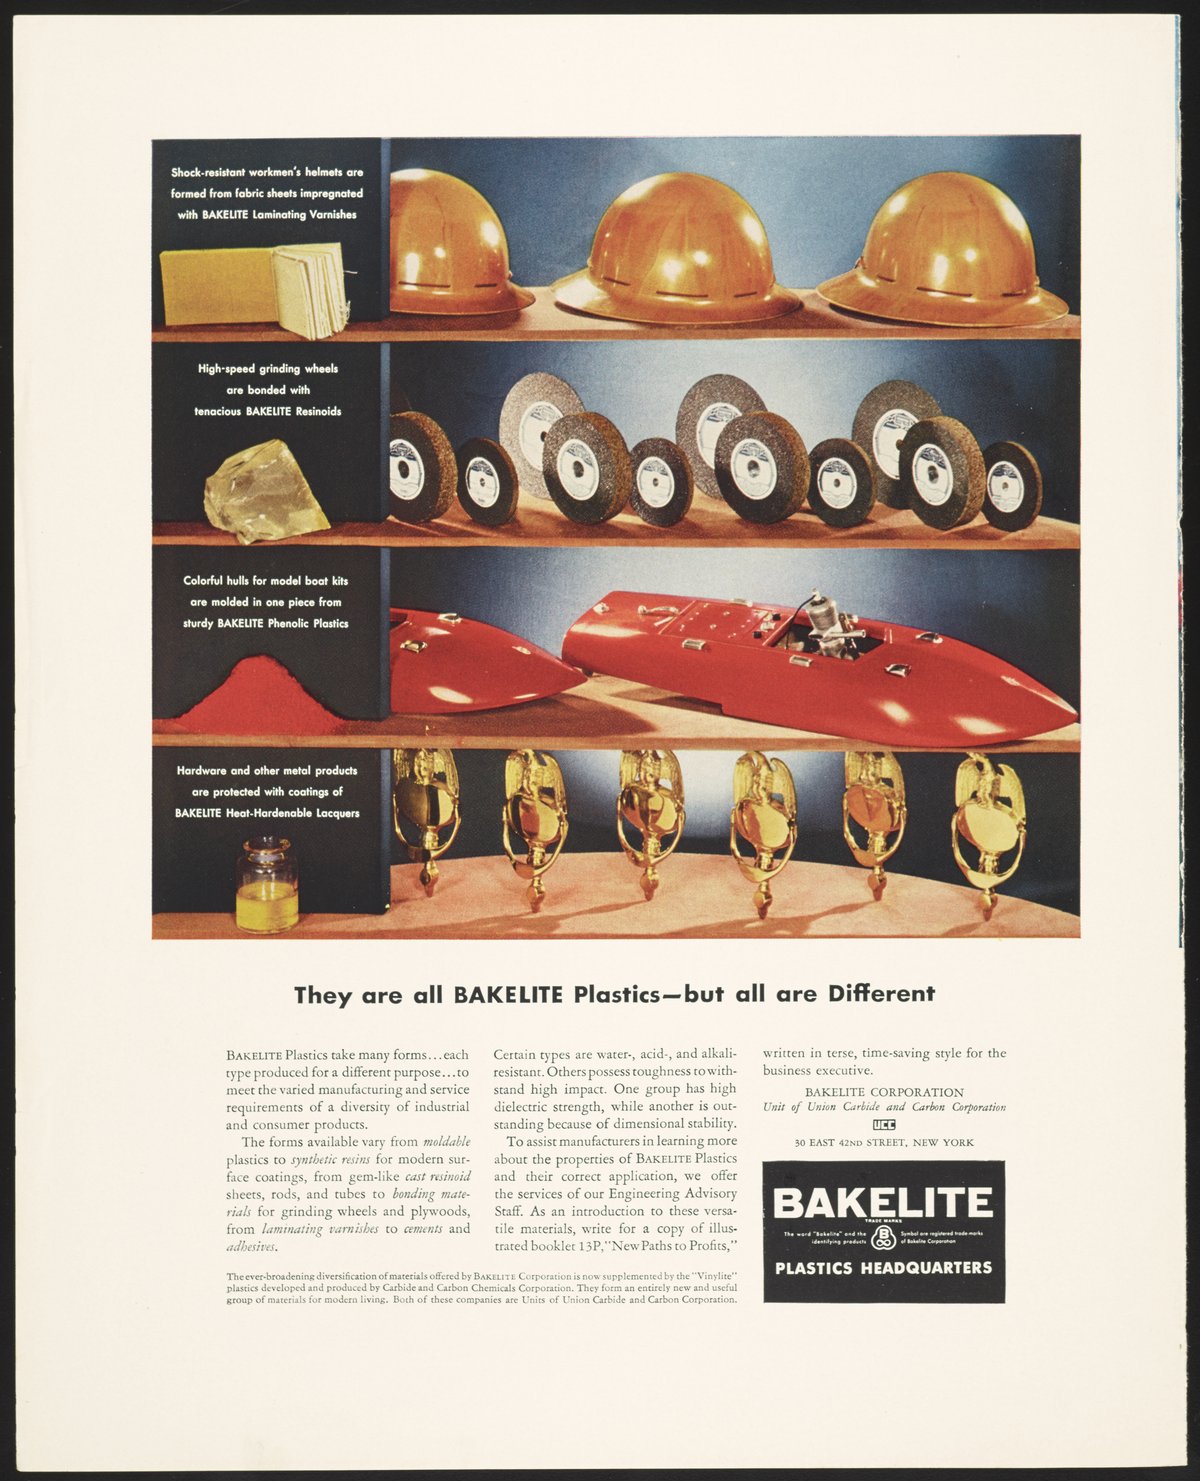 Shock-resistant workmen's helmets are
formed from fabric sheets impregnated
with BAKELITE Laminating Varnishes
High-speed grinding wheels
are bonded with
tenacious BAKELITE Resinoids
Colorful hulls for model boat kits
are molded in one piece from
sturdy BAKELITE Phenolic Plastics
Hardware and other metal products
are protected with coatings of
BAKELITE Heat-Hardenable Lacquers
They are all BAKELITE Plastics—but all are Different
BAKELITE Plastics take many forms...each
type produced for a different purpose...to
meet the varied manufacturing and service
requirements of a diversity of industrial
and consumer products.
The forms available vary from moldable
plastics to synthetic resins for modern sur-
face coatings, from gem-like cast resinoid
sheets, rods, and tubes to bonding mate-
rials for grinding wheels and plywoods,
from laminating varnishes to cements and
adhesives.
Certain types are water-, acid-, and alkali-
resistant. Others possess toughness to with-
stand high impact. One group has high
dielectric strength, while another is out-
standing because of dimensional stability.
To assist manufacturers in learning more
about the properties of BAKELITE Plastics
and their correct application, we offer
the services of our Engineering Advisory
Staff. As an introduction to these versa-
tile materials, write for a copy of illus-
trated booklet 13P, "New Paths to Profits,"
written in terse, time-saving style for the
business executive.
BAKELITE CORPORATION
Unit of Union Carbide and Carbon Corporation
UCC
30 EAST 42ND STREET, NEW YORK
BAKELITE
TRADE MARKS
The word "Bakelite" and the
identifying products
B
Symbol are registered trade-marks
of Bakelite Corporation
PLASTICS HEADQUARTERS
The ever-broadening diversification of materials offered by BAKELITE Corporation is now supplemented by the "Vinylite"
plastics developed and produced by Carbide and Carbon Chemicals Corporation. They form an entirely new and useful
group of materials for modern living. Both of these companies are Units of Union Carbide and Carbon Corporation.